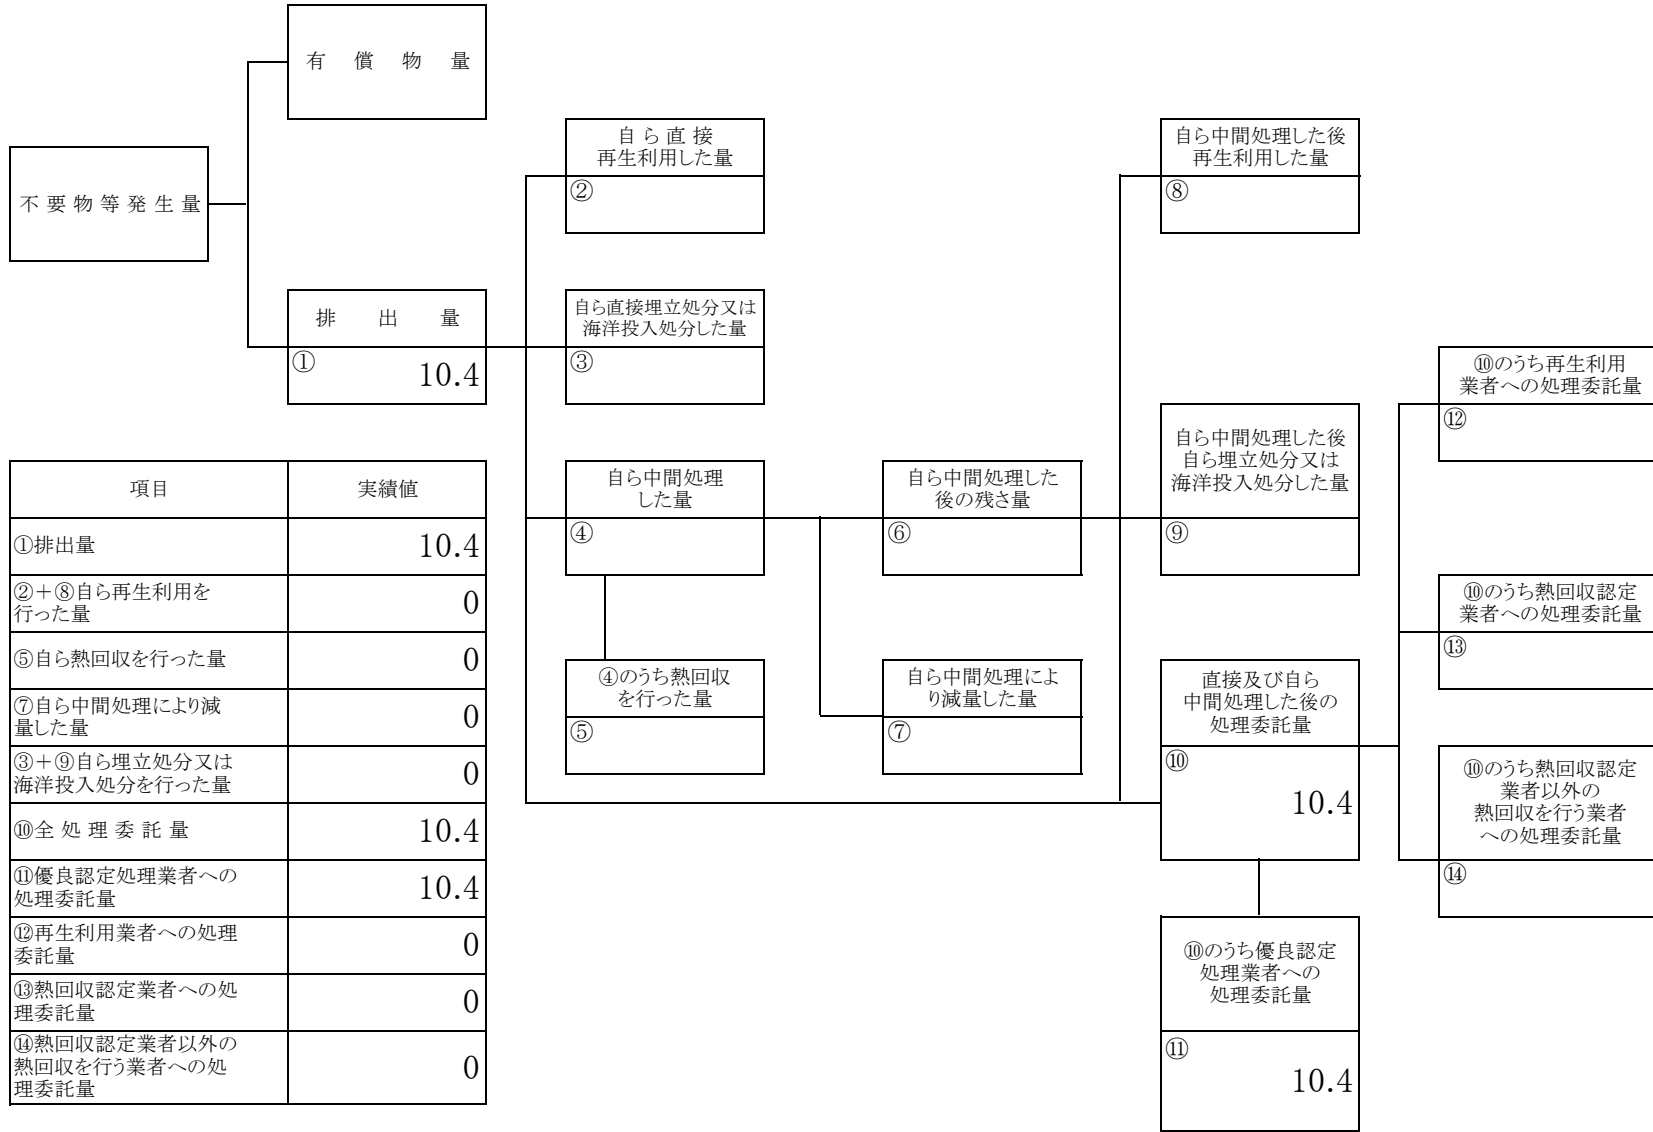 有償物量
不要物等発生量
排出量
①
10.4
自ら直接
再生利用した量
②
自ら直接埋立処分又は
海洋投入処分した量
③
自ら中間処理
した量
④
④のうち熱回収
を行った量
⑤
自ら中間処理した
後の残さ量
⑥
自ら中間処理によ
り減量した量
⑦
自ら中間処理した後
再生利用した量
⑧
自ら中間処理した後
自ら埋立処分又は
海洋投入処分した量
⑨
直接及び自ら
中間処理した後の
処理委託量
⑩
10.4
⑩のうち優良認定
処理業者への
処理委託量
⑪
10.4
⑩のうち再生利用
業者への処理委託量
⑫
⑩のうち熱回収認定
業者への処理委託量
⑬
⑩のうち熱回収認定
業者以外の
熱回収を行う業者
への処理委託量
⑭
項目 実績値
①排出量 10.4
②＋⑧自ら再生利用を
行った量 0
⑤自ら熱回収を行った量 0
⑦自ら中間処理により減
量した量 0
③＋⑨自ら埋立処分又は
海洋投入処分を行った量 0
⑩全処理委託量 10.4
⑪優良認定処理業者への
処理委託量 10.4
⑫再生利用業者への処理
委託量 0
⑬熱回収認定業者への処
理委託量 0
⑭熱回収認定業者以外の
熱回収を行う業者への処
理委託量 0